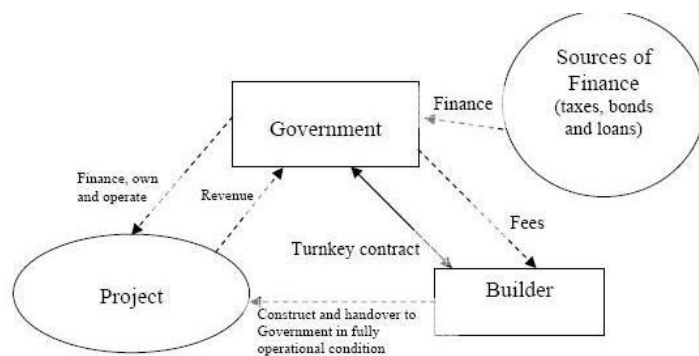 Sources of
Finance
(taxes, bonds
and loans)
Finance
Government
Finance, own
and operate
Revenue
Fees
Turnkey contract
Project
Builder
Construct and handover to
Government in fully
operational condition